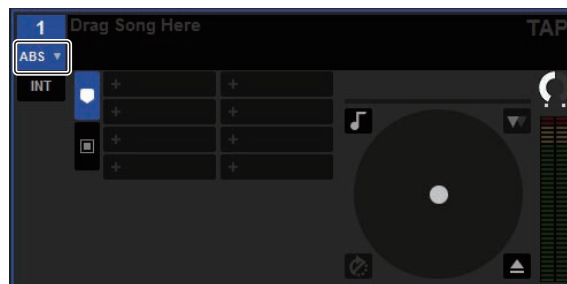 1 Drag Song Here TAP
ABS
INT
+ +
+ +
+ +
+ +